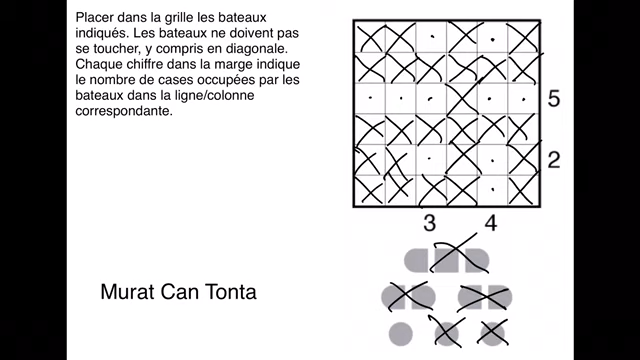 Placer dans la grille les bateaux
indiqués. Les bateaux ne doivent pas
se toucher, y compris en diagonale.
Chaque chiffre dans la marge indique
le nombre de cases occupées par les
bateaux dans la ligne/colonne
correspondante.
5
2
3 4
Murat Can Tonta